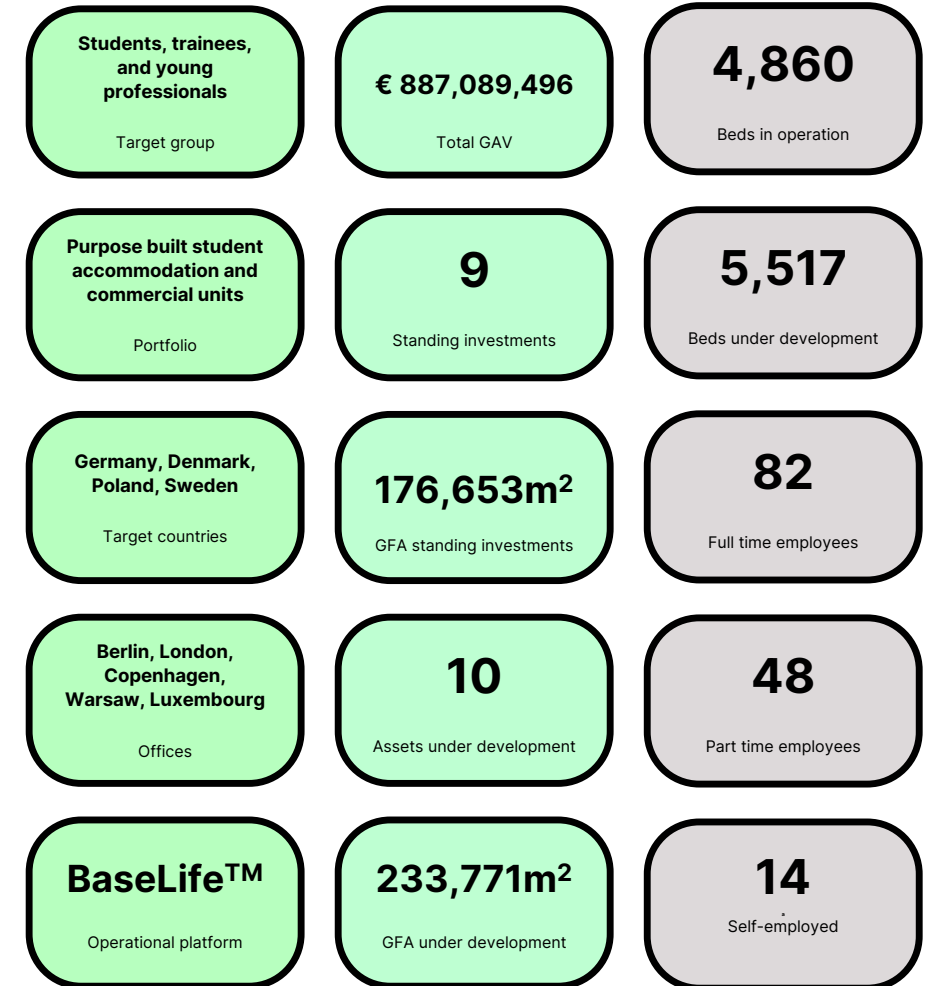 Students, trainees,
and young
professionals
Target group
€ 887,089,496
Total GAV
4,860
Beds in operation
Purpose built student
accommodation and
commercial units
Portfolio
9
Standing investments
5,517
Beds under development
Germany, Denmark,
Poland, Sweden
Target countries
176,653m²
GFA standing investments
82
Full time employees
Berlin, London,
Copenhagen,
Warsaw, Luxembourg
Offices
10
Assets under development
48
Part time employees
BaseLife™
Operational platform
233,771m²
GFA under development
14
Self-employed